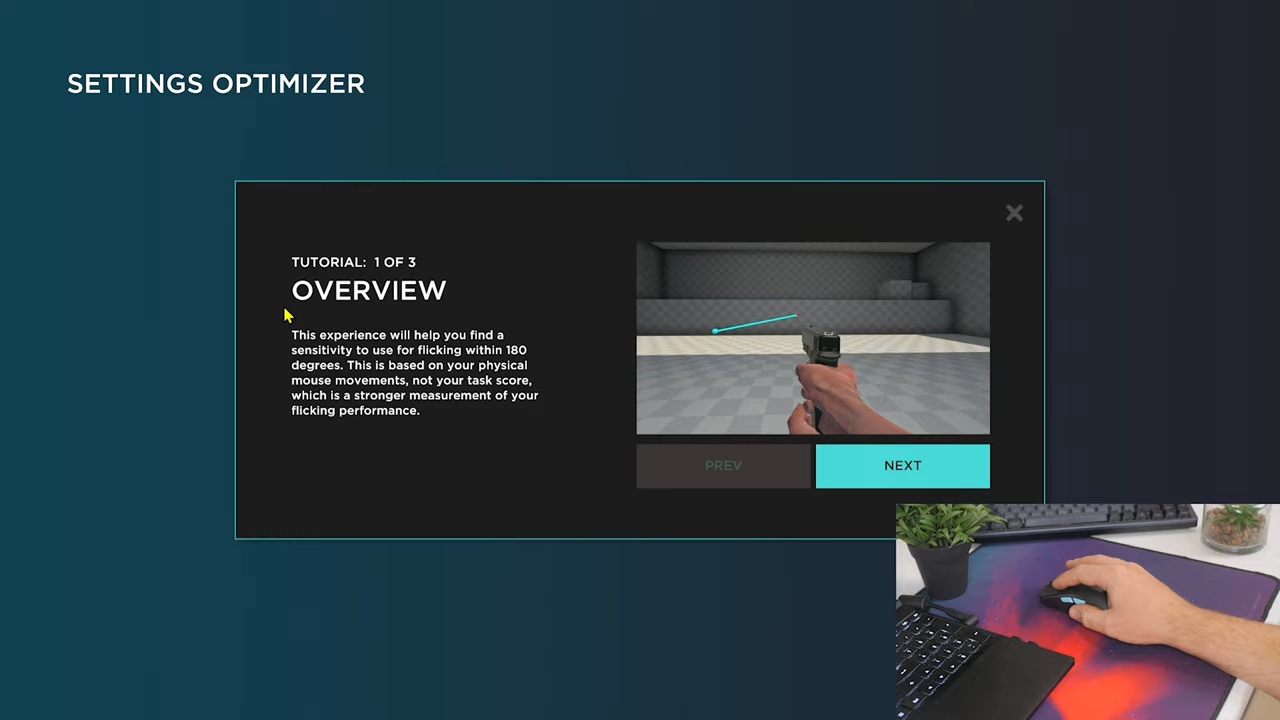 SETTINGS OPTIMIZER
TUTORIAL: 1 OF 3
OVERVIEW
This experience will help you find a
sensitivity to use for flicking within 180
degrees. This is based on your physical
mouse movements, not your task score,
which is a stronger measurement of your
flicking performance.
PREV
NEXT